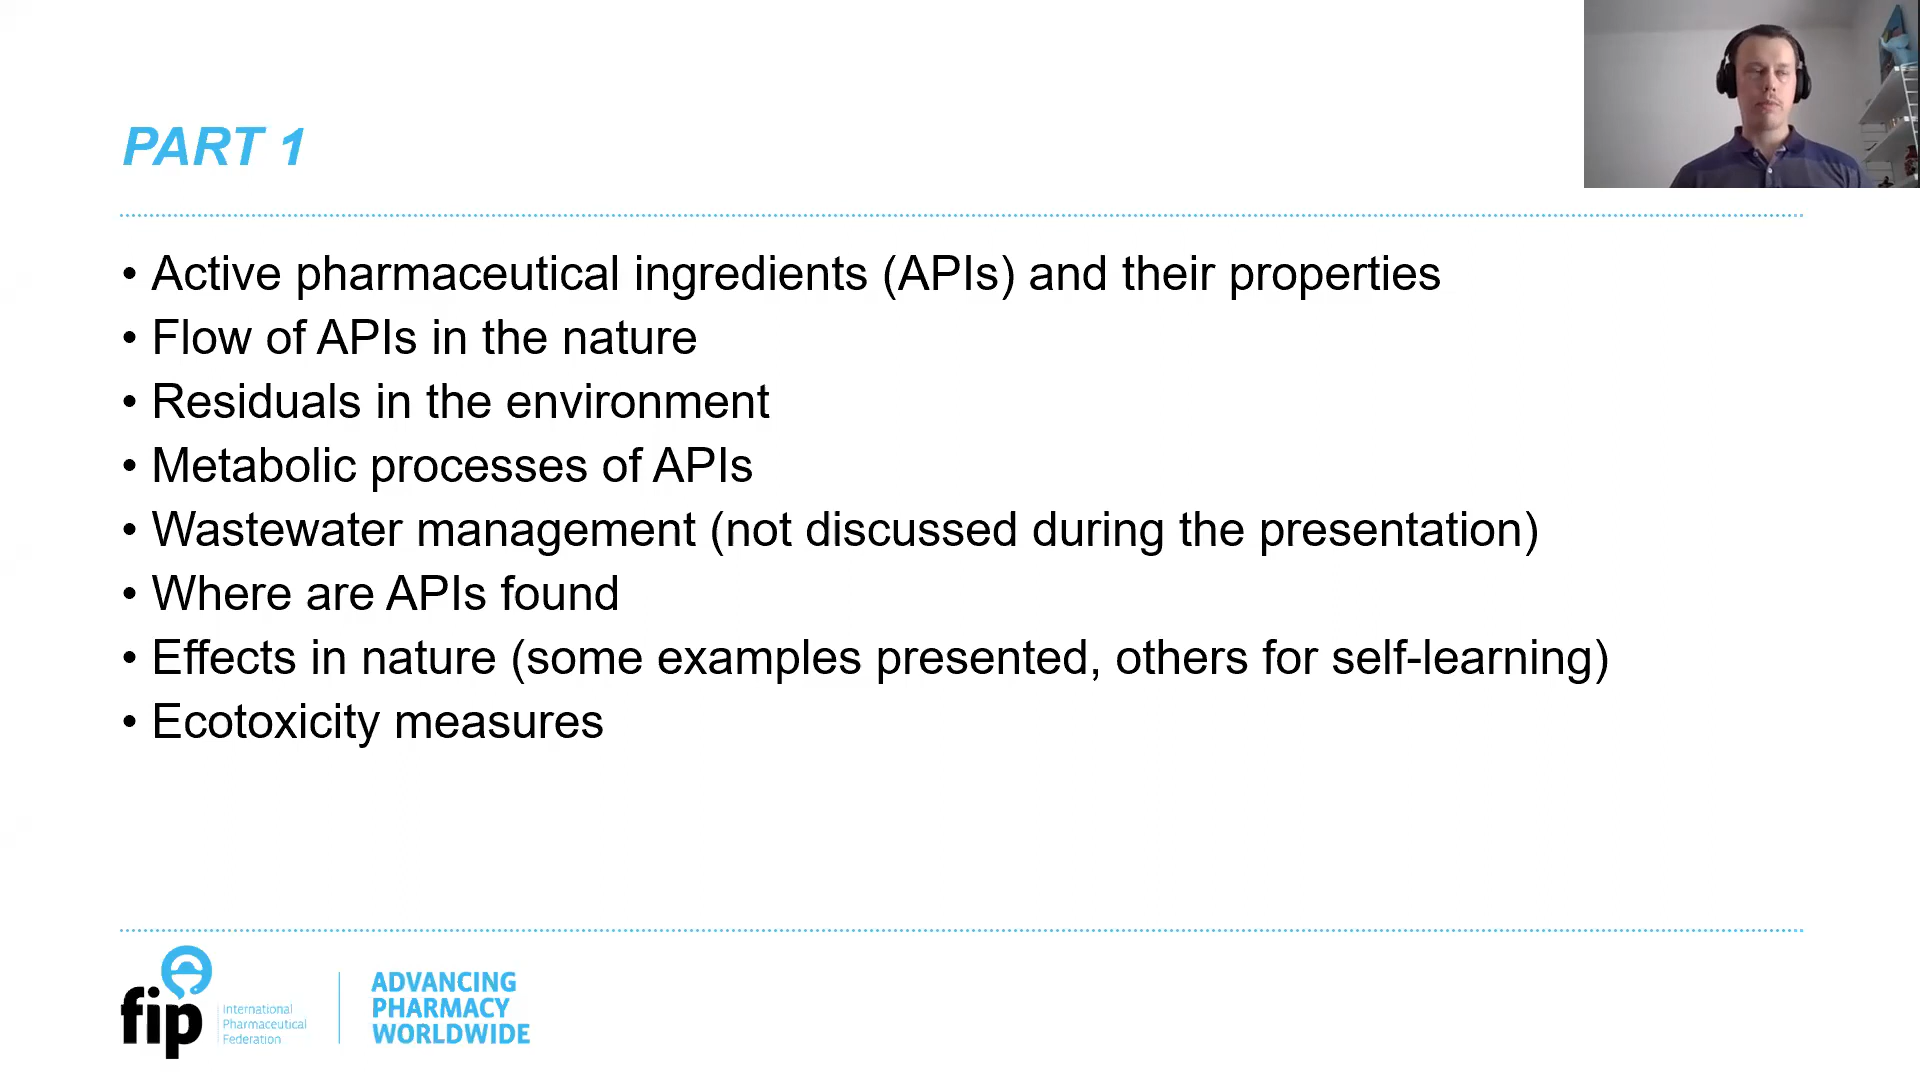 PART 1
• Active pharmaceutical ingredients (APIs) and their properties
• Flow of APIs in the nature
• Residuals in the environment
• Metabolic processes of APIs
• Wastewater management (not discussed during the presentation)
• Where are APIs found
• Effects in nature (some examples presented, others for self-learning)
• Ecotoxicity measures
fip
International
Pharmaceutical
Federation
ADVANCING
PHARMACY
WORLDWIDE